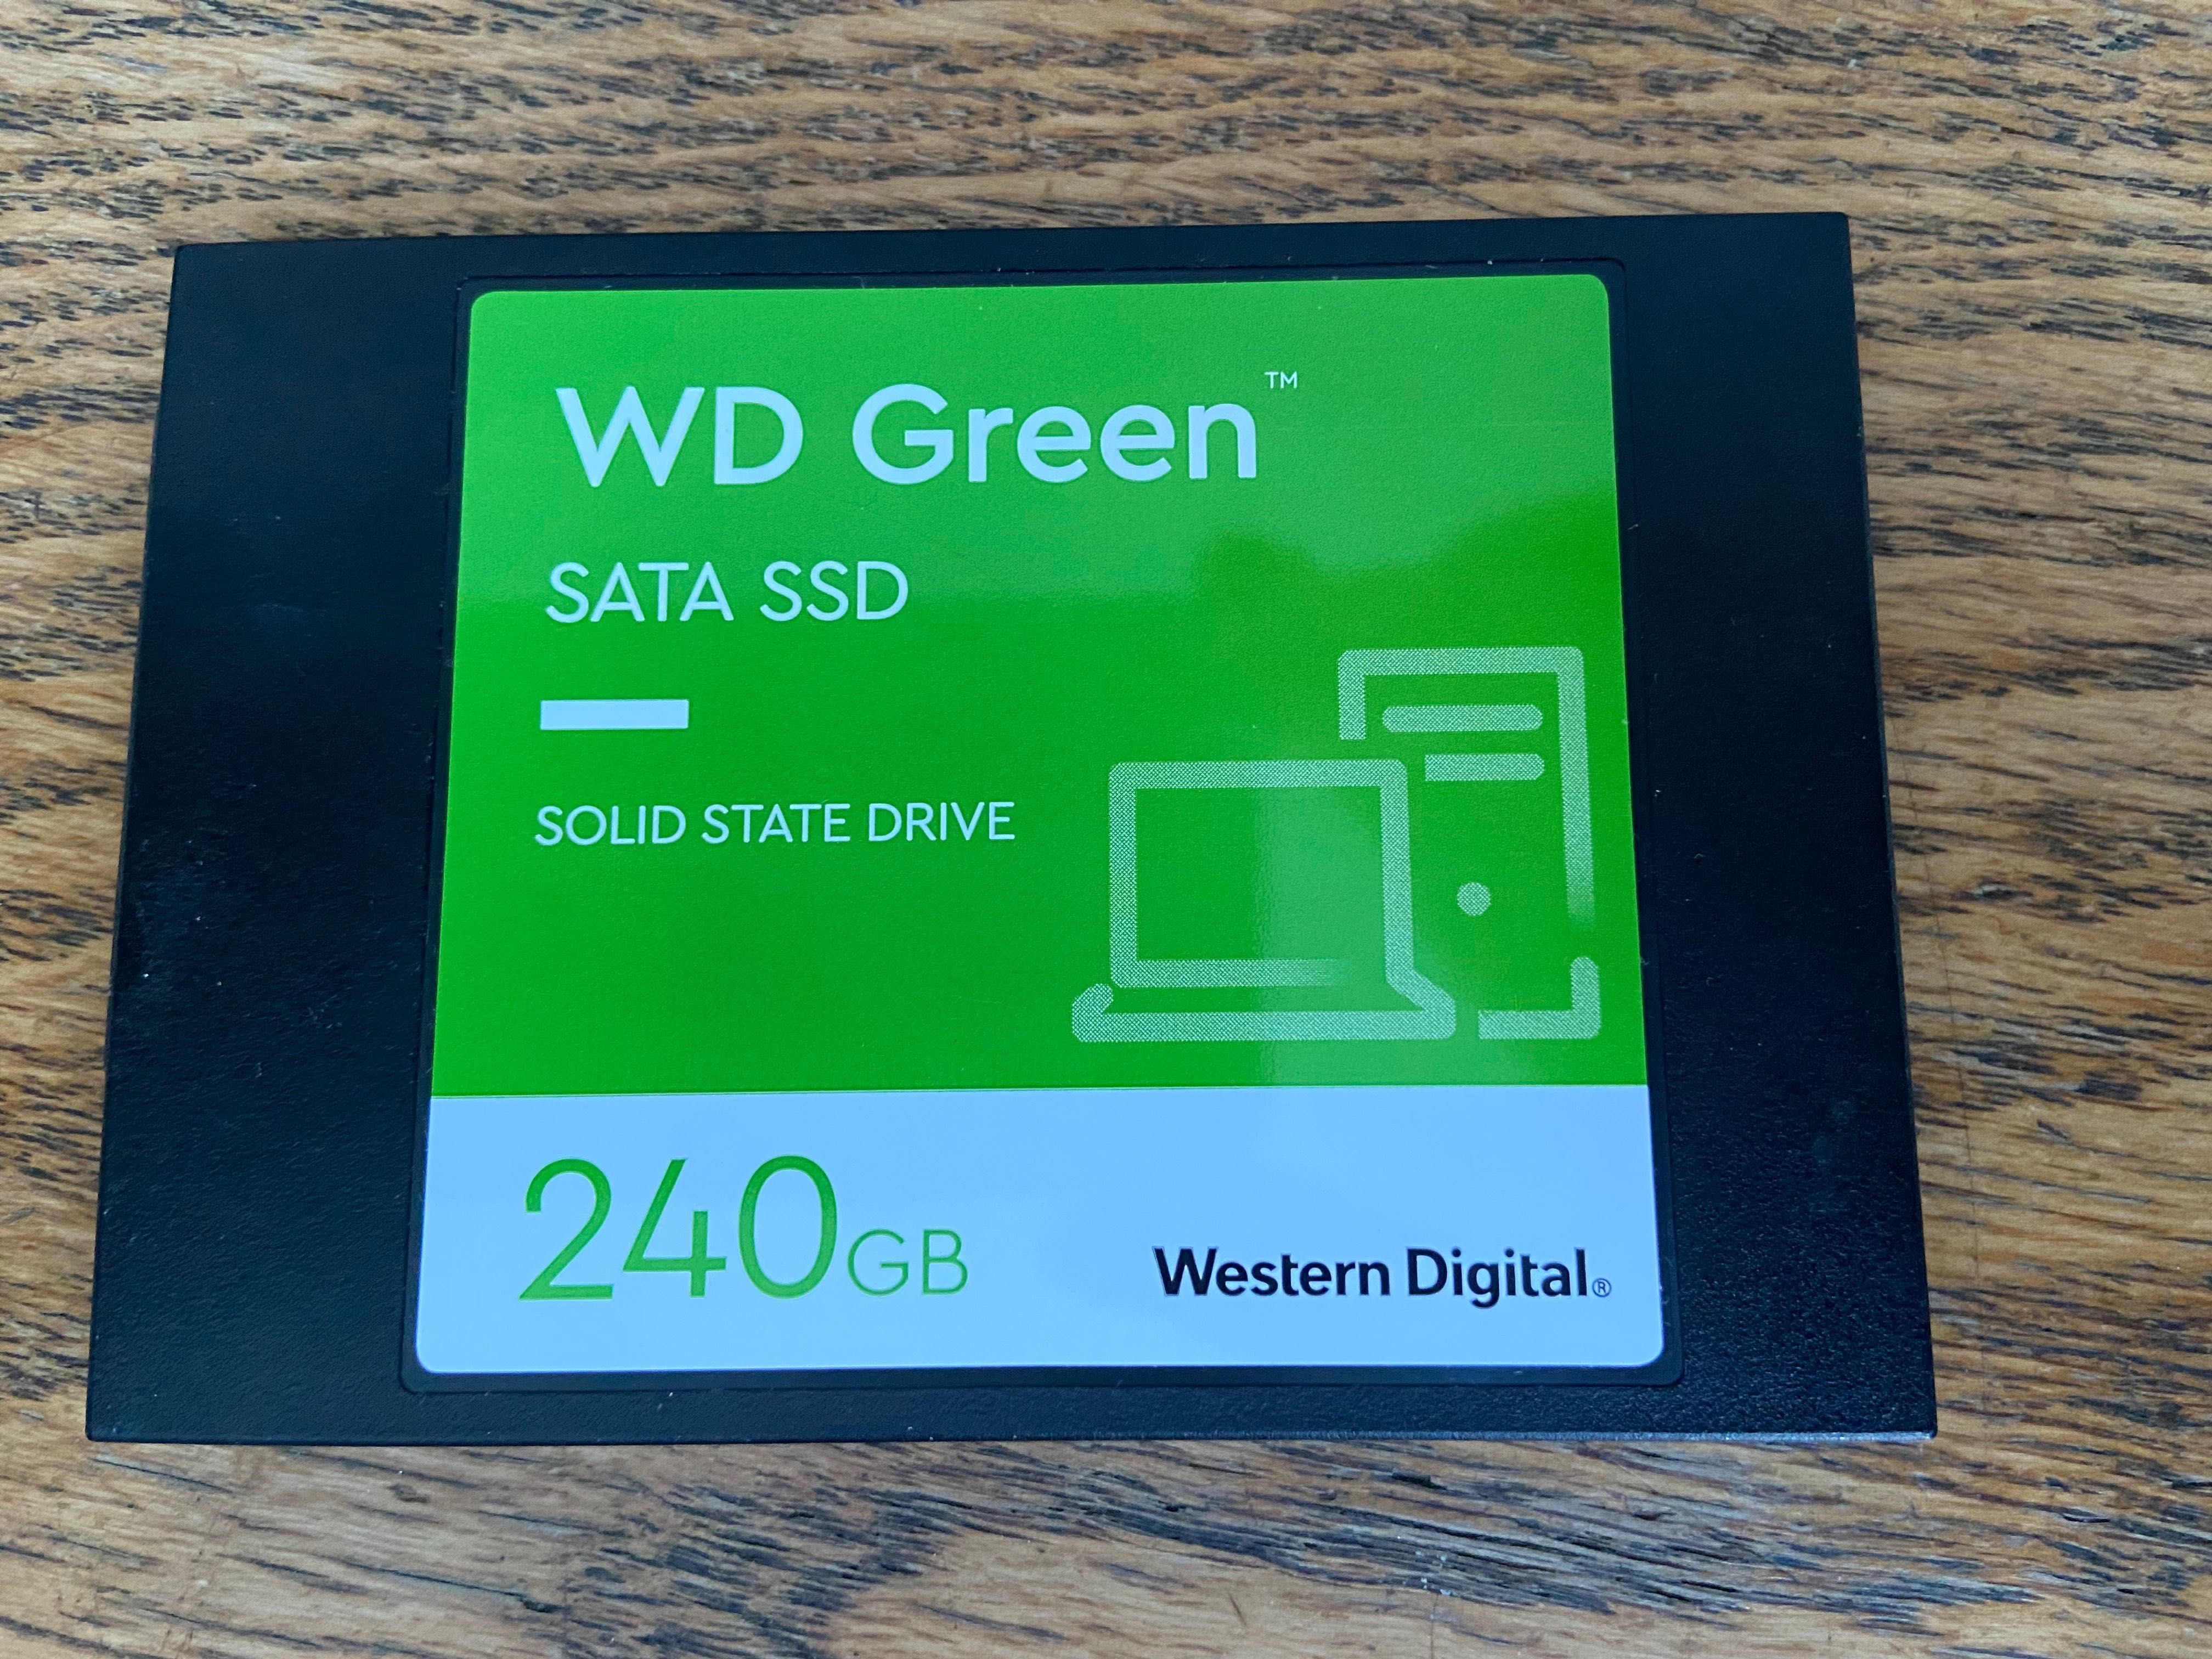 WD Green™
SATA SSD
SOLID STATE DRIVE
240GB
Western Digital®